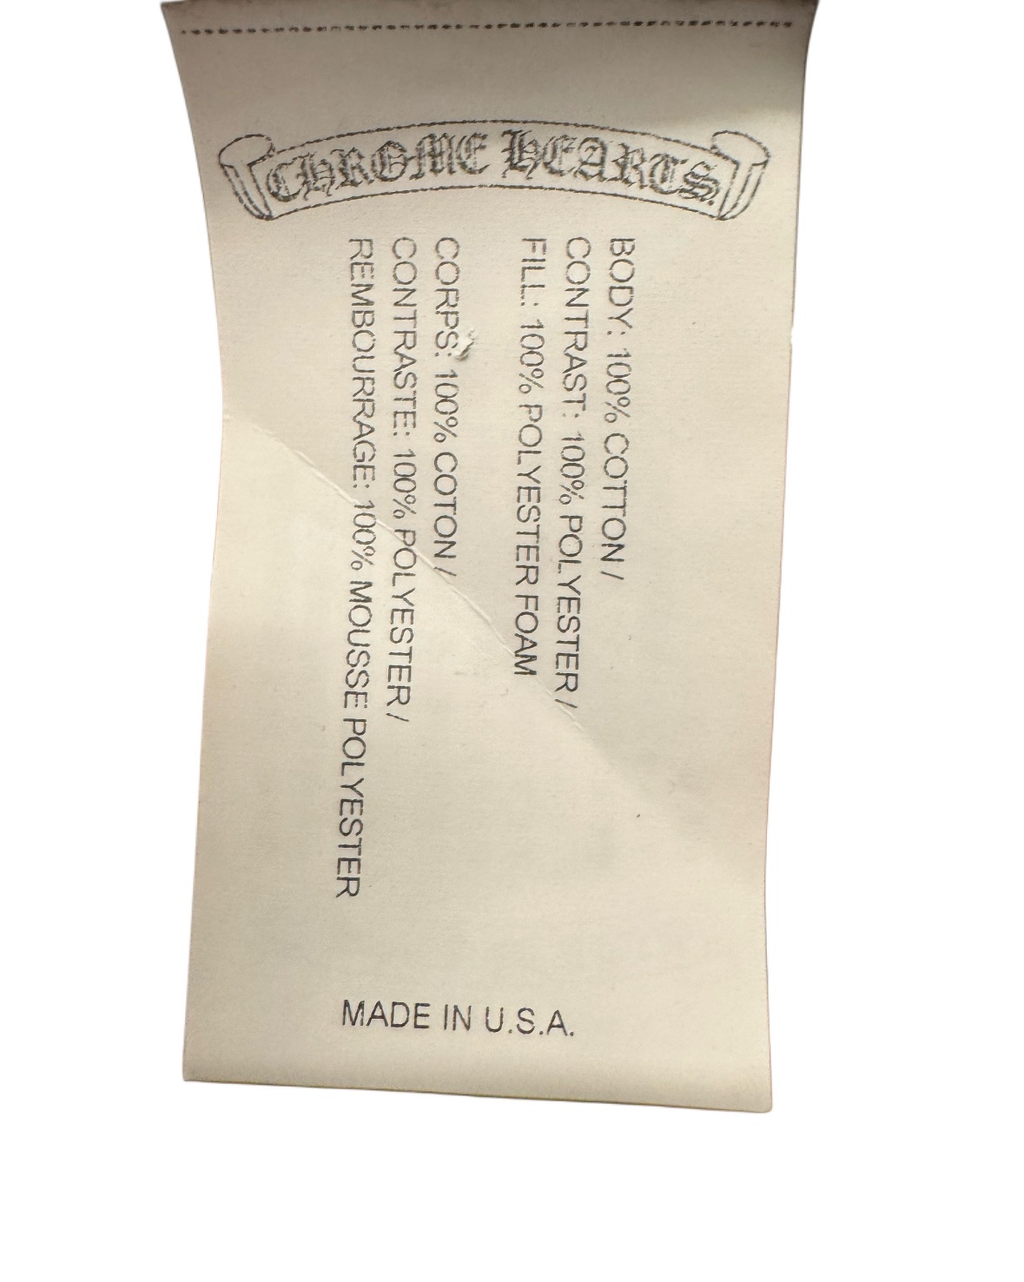 CHROME HEARTS
BODY: 100% COTTON /
CONTRAST: 100% POLYESTER /
FILL: 100% POLYESTER FOAM
CORPS: 100% COTON /
CONTRASTE: 100% POLYESTER /
REMBOURRAGE: 100% MOUSSE POLYESTER
MADE IN U.S.A.